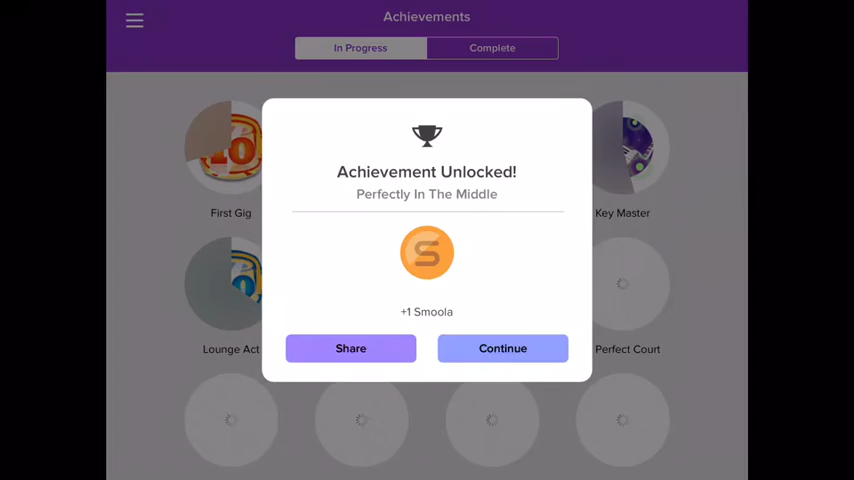 Achievements
In Progress
Complete
Achievement Unlocked!
Perfectly In The Middle
S
+1 Smoola
Share
Continue
10
First Gig
Key Master
Lounge Act
Perfect Court